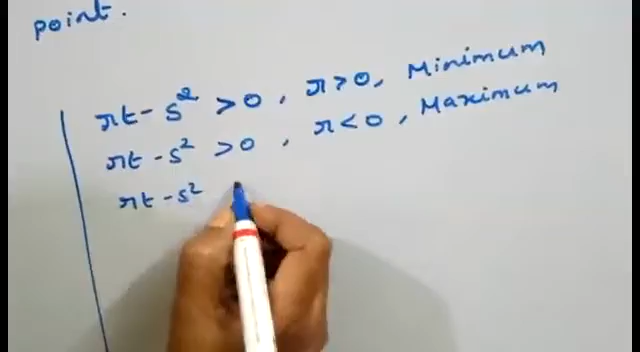 point.
rt - s² > 0, r > 0, Minimum
rt - s² > 0, r < 0, Maximum
rt - s²